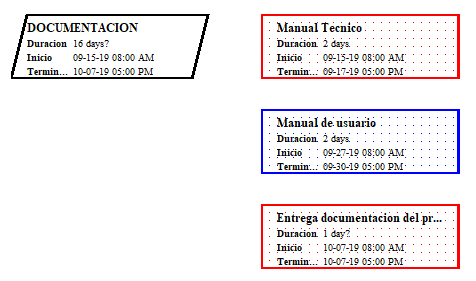 DOCUMENTACION
Duracion 16 days?
Inicio 09-15-19 08:00 AM
Termin... 10-07-19 05:00 PM
Manual Tecnico
Duracion 2 days.
Inicio 09-15-19 08:00 AM
Termin... 09-17-19 05:00 PM
Manual de usuario
Duracion 2 days.
Inicio 09-27-19 08:00 AM
Termin... 09-30-19 05:00 PM
Entrega documentacion del pr...
Duracion 1 day?
Inicio 10-07-19 08:00 AM
Termin... 10-07-19 05:00 PM